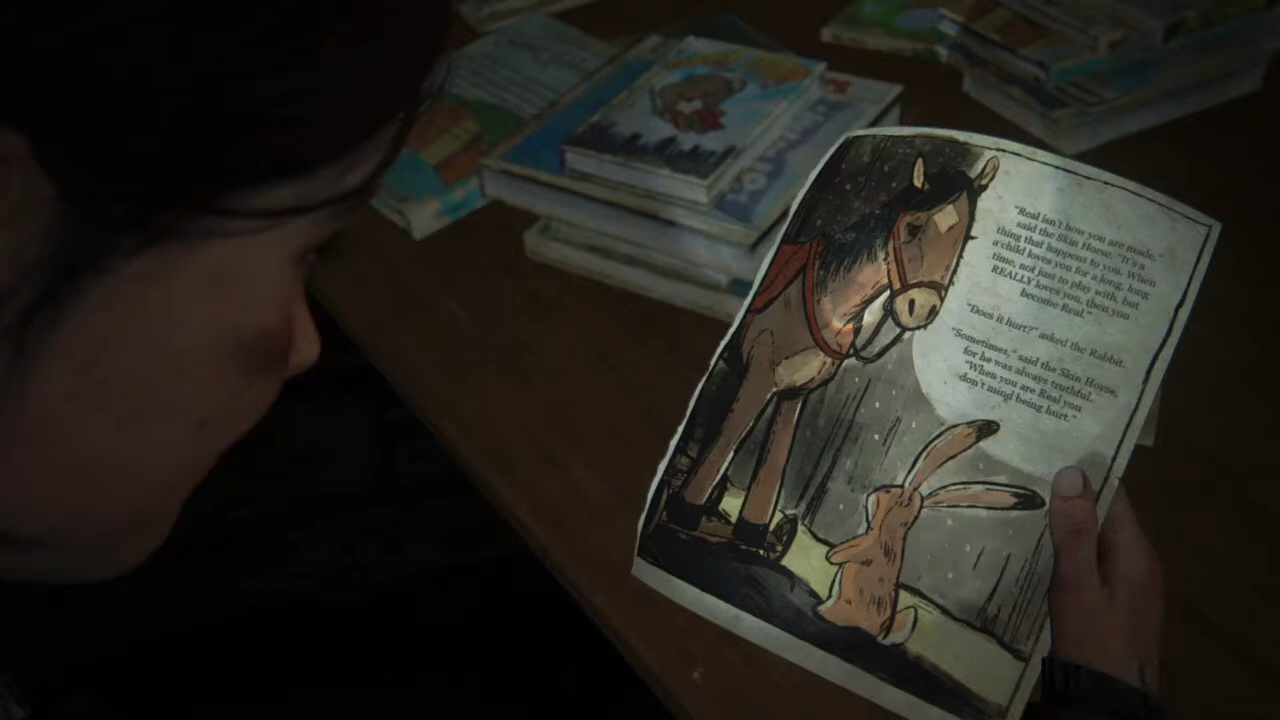 "Real isn't how you are made,"
said the Skin Horse. "It's a
thing that happens to you. When
a child loves you for a long, long
time, not just to play with, but
REALLY loves you, then you
become Real."
"Does it hurt?" asked the Rabbit.
"Sometimes," said the Skin Horse,
for he was always truthful.
"When you are Real you
don't mind being hurt."